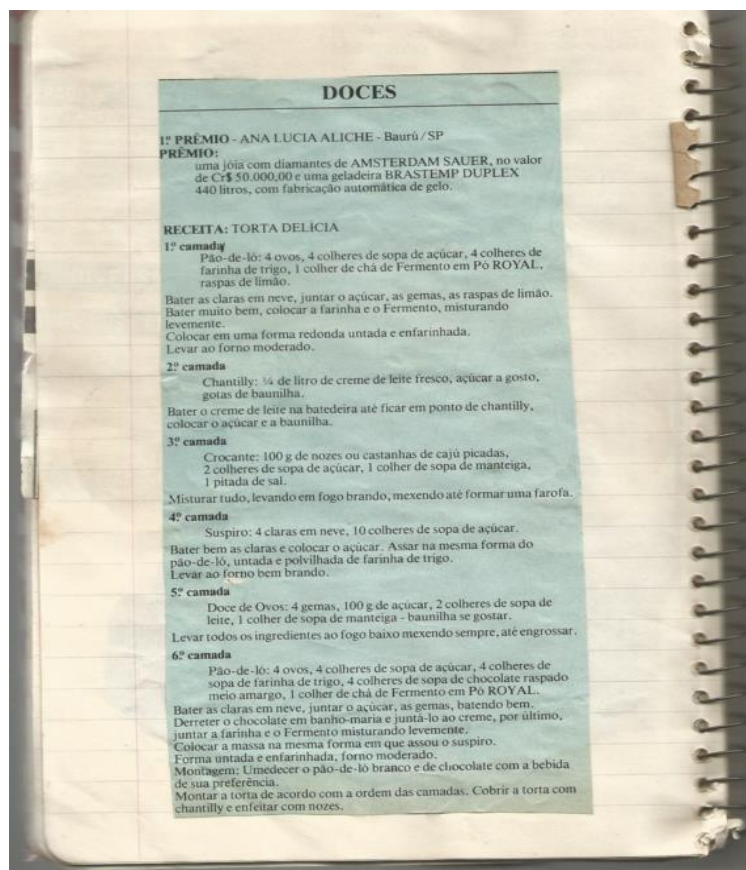 DOCES
1º PRÊMIO - ANA LUCIA ALICHE - Baurú/SP
PRÊMIO:
uma jóia com diamantes de AMSTERDAM SAUER, no valor
de Cr$ 50.000,00 e uma geladeira BRASTEMP DUPLEX
440 litros, com fabricação automática de gelo.
RECEITA: TORTA DELÍCIA
1ª camada
Pão-de-ló: 4 ovos, 4 colheres de sopa de açúcar, 4 colheres de
farinha de trigo, 1 colher de chá de Fermento em Pó ROYAL,
raspas de limão.
Bater as claras em neve, juntar o açúcar, as gemas, as raspas de limão.
Bater muito bem, colocar a farinha e o Fermento, misturando
levemente.
Colocar em uma forma redonda untada e enfarinhada.
Levar ao forno moderado.
2ª camada
Chantilly: ¼ de litro de creme de leite fresco, açúcar a gosto,
gotas de baunilha.
Bater o creme de leite na batedeira até ficar em ponto de chantilly,
colocar o açúcar e a baunilha.
3ª camada
Crocante: 100 g de nozes ou castanhas de cajú picadas,
2 colheres de sopa de açúcar, 1 colher de sopa de manteiga,
1 pitada de sal.
Misturar tudo, levando em fogo brando, mexendo até formar uma farofa.
4ª camada
Suspiro: 4 claras em neve, 10 colheres de sopa de açúcar.
Bater bem as claras e colocar o açúcar. Assar na mesma forma do
pão-de-ló, untada e polvilhada de farinha de trigo.
Levar ao forno bem brando.
5ª camada
Doce de Ovos: 4 gemas, 100 g de açúcar, 2 colheres de sopa de
leite, 1 colher de sopa de manteiga - baunilha se gostar.
Levar todos os ingredientes ao fogo baixo mexendo sempre, até engrossar.
6ª camada
Pão-de-ló: 4 ovos, 4 colheres de sopa de açúcar, 4 colheres de
sopa de farinha de trigo, 4 colheres de sopa de chocolate raspado
meio amargo, 1 colher de chá de Fermento em Pó ROYAL.
Bater as claras em neve, juntar o açúcar, as gemas, batendo bem.
Derreter o chocolate em banho-maria e juntá-lo ao creme, por último,
juntar a farinha e o Fermento misturando levemente.
Colocar a massa na mesma forma em que assou o suspiro.
Forma untada e enfarinhada, forno moderado.
Montagem: Umedecer o pão-de-ló branco e de chocolate com a bebida
de sua preferência.
Montar a torta de acordo com a ordem das camadas. Cobrir a torta com
chantilly e enfeitar com nozes.